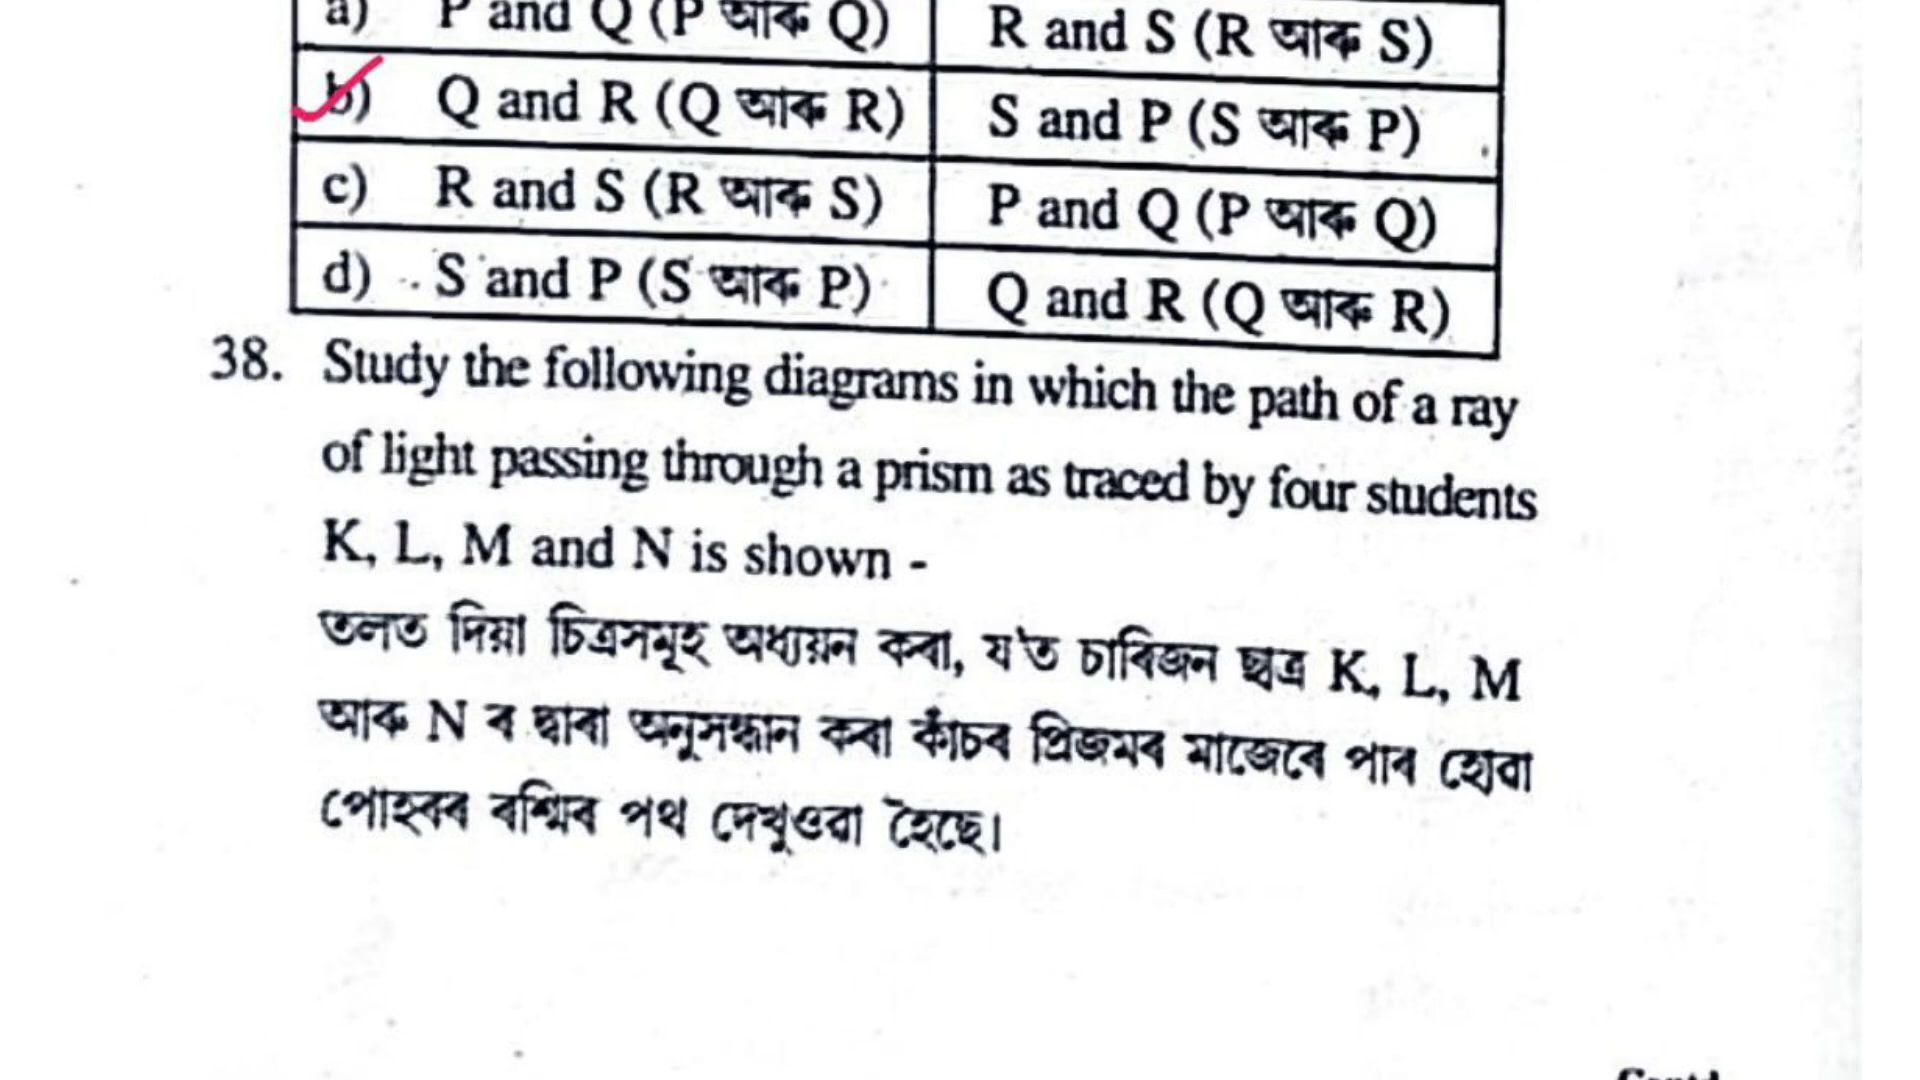 a) P and Q (P আৰু Q) R and S (R আৰু S)
b) Q and R (Q আৰু R) S and P (S আৰু P)
c) R and S (R আৰু S) P and Q (P আৰু Q)
d) S and P (S আৰু P) Q and R (Q আৰু R)
38. Study the following diagrams in which the path of a ray
of light passing through a prism as traced by four students
K, L, M and N is shown -
তলত দিয়া চিত্ৰসমূহ অধ্যয়ন কৰা, য'ত চাৰিজন ছাত্ৰ K, L, M
আৰু N ৰ দ্বাৰা অনুসন্ধান কৰা কাঁচৰ প্ৰিজমৰ মাজেৰে পাৰ হোৱা
পোহৰৰ ৰশ্মিৰ পথ দেখুওৱা হৈছে।